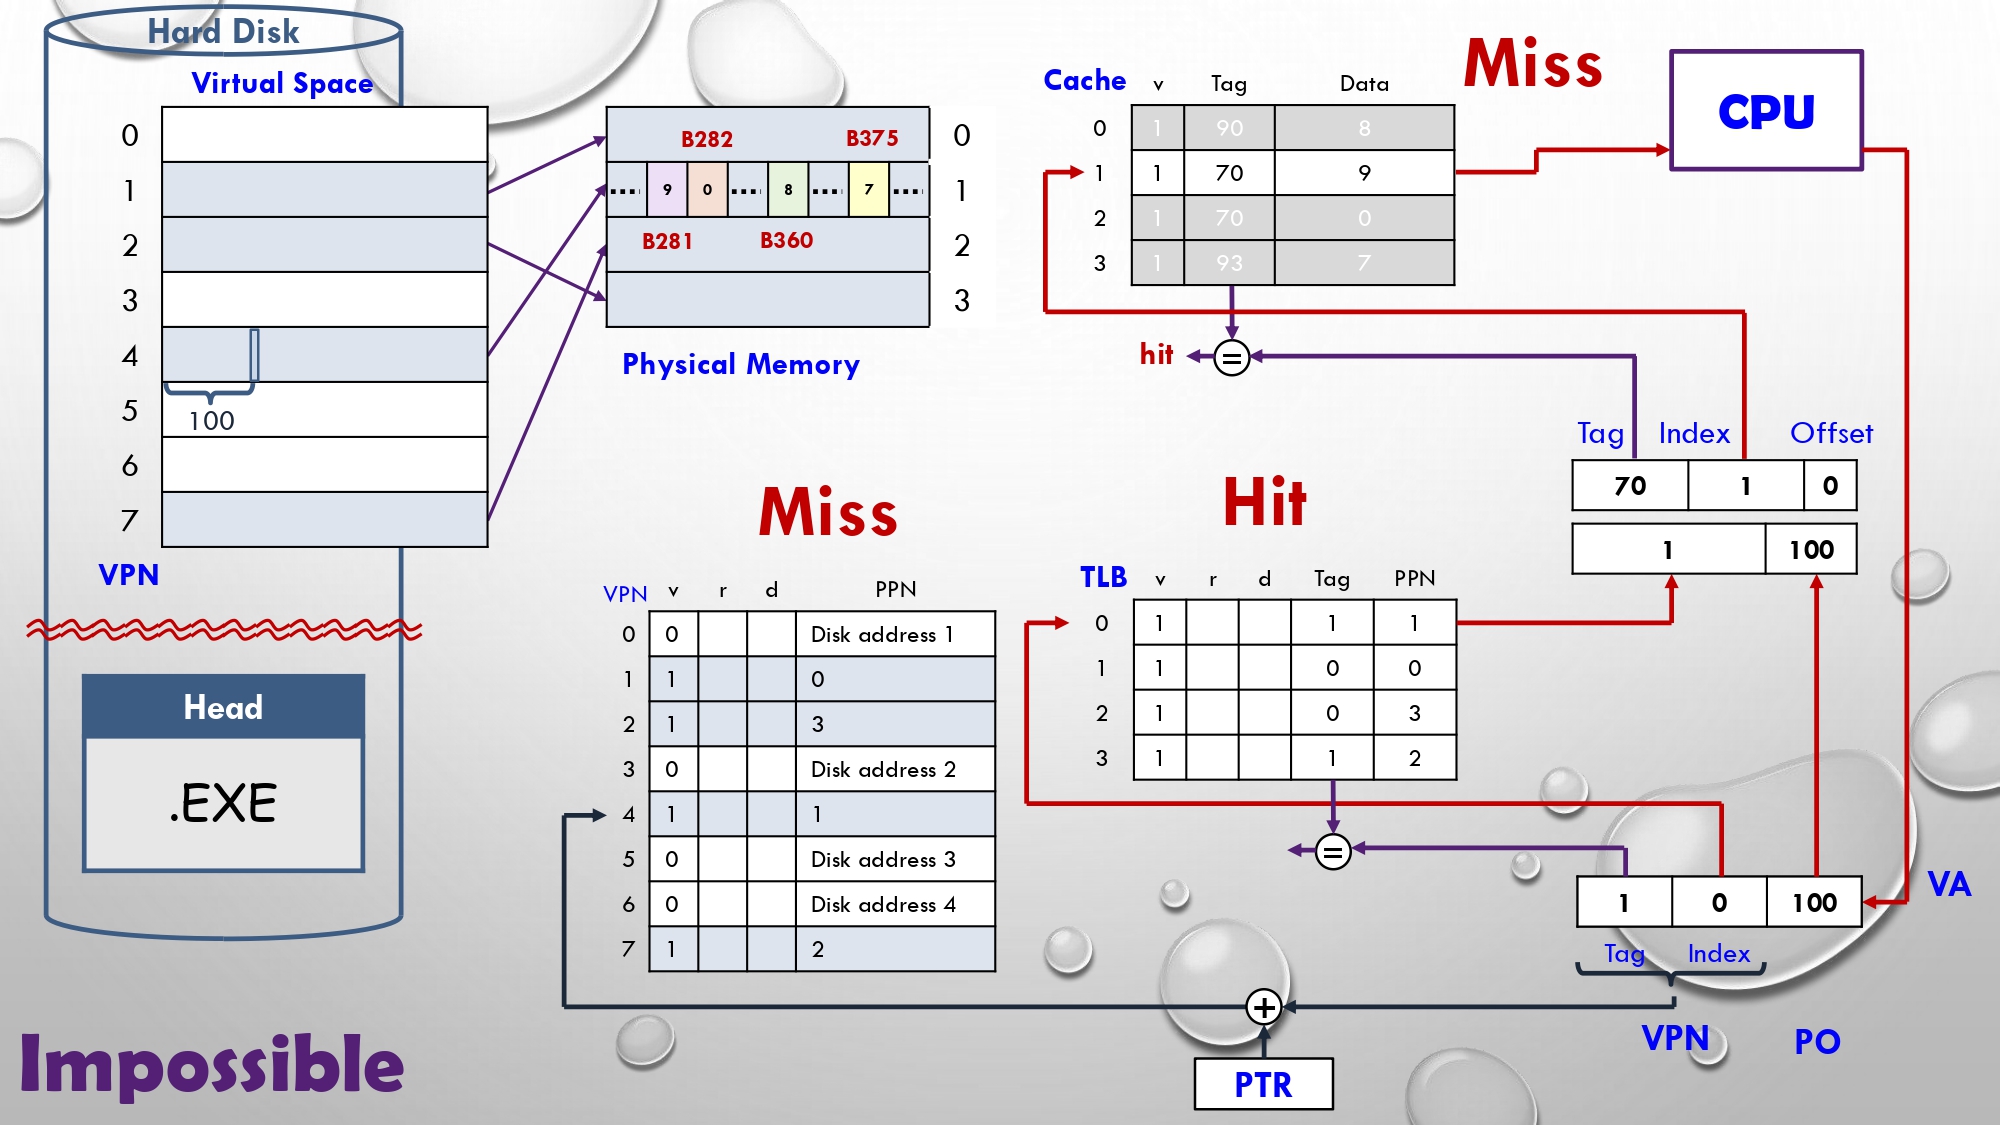 Hard Disk
Virtual Space
0
1
2
3
4
5
6
7
100
VPN
Head
.EXE
Impossible
B282 B375
.... 9 0 .... 8 .... 7 ....
B281 B360
0
1
2
3
Physical Memory
Miss
VPN v r d PPN
0 0 Disk address 1
1 1 0
2 1 3
3 0 Disk address 2
4 1 1
5 0 Disk address 3
6 0 Disk address 4
7 1 2
Cache v Tag Data
0 1 90 8
1 1 70 9
2 1 70 0
3 1 93 7
Miss
CPU
hit =
Tag Index Offset
70 1 0
1 100
Hit
TLB v r d Tag PPN
0 1 1 1
1 1 0 0
2 1 0 3
3 1 1 2
=
1 0 100
VA
Tag Index
VPN PO
+
PTR